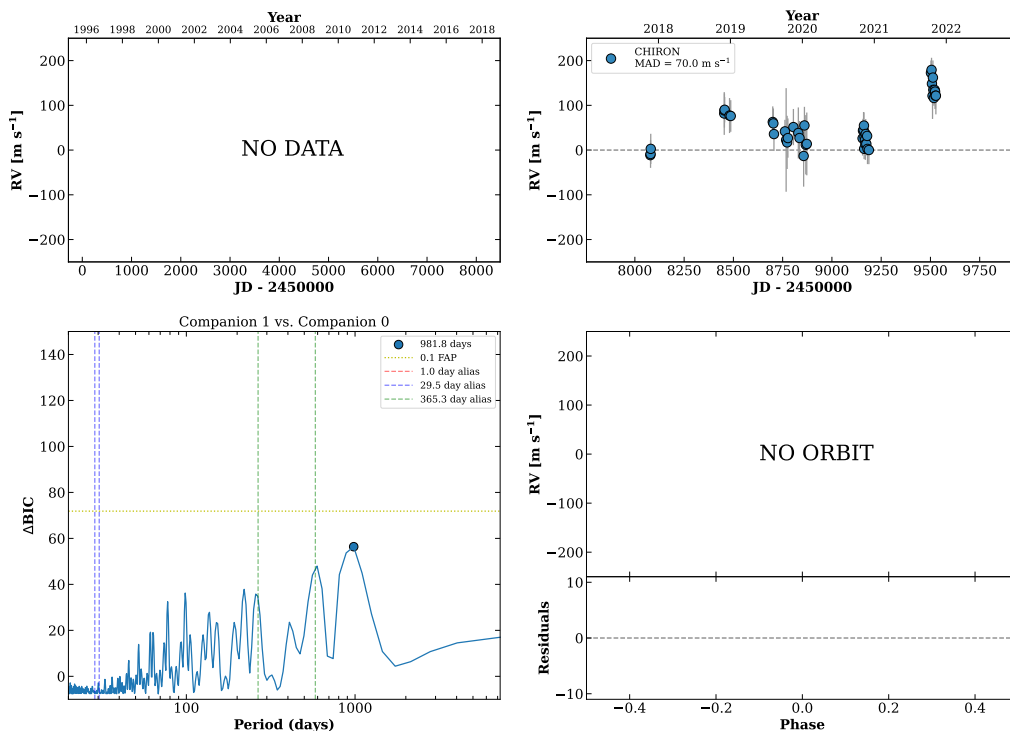 Year
1996 1998 2000 2002 2004 2006 2008 2010 2012 2014 2016 2018
RV [m s⁻¹]
200
100
0
−100
−200
NO DATA
0 1000 2000 3000 4000 5000 6000 7000 8000
JD - 2450000
Year
2018 2019 2020 2021 2022
RV [m s⁻¹]
200
100
0
−100
−200
CHIRON
MAD = 70.0 m s⁻¹
8000 8250 8500 8750 9000 9250 9500 9750
JD - 2450000
Companion 1 vs. Companion 0
ΔBIC
140
120
100
80
60
40
20
0
981.8 days
0.1 FAP
1.0 day alias
29.5 day alias
365.3 day alias
100 1000
Period (days)
RV [m s⁻¹]
200
100
0
−100
−200
NO ORBIT
Residuals
10
0
−10
−0.4 −0.2 0.0 0.2 0.4
Phase